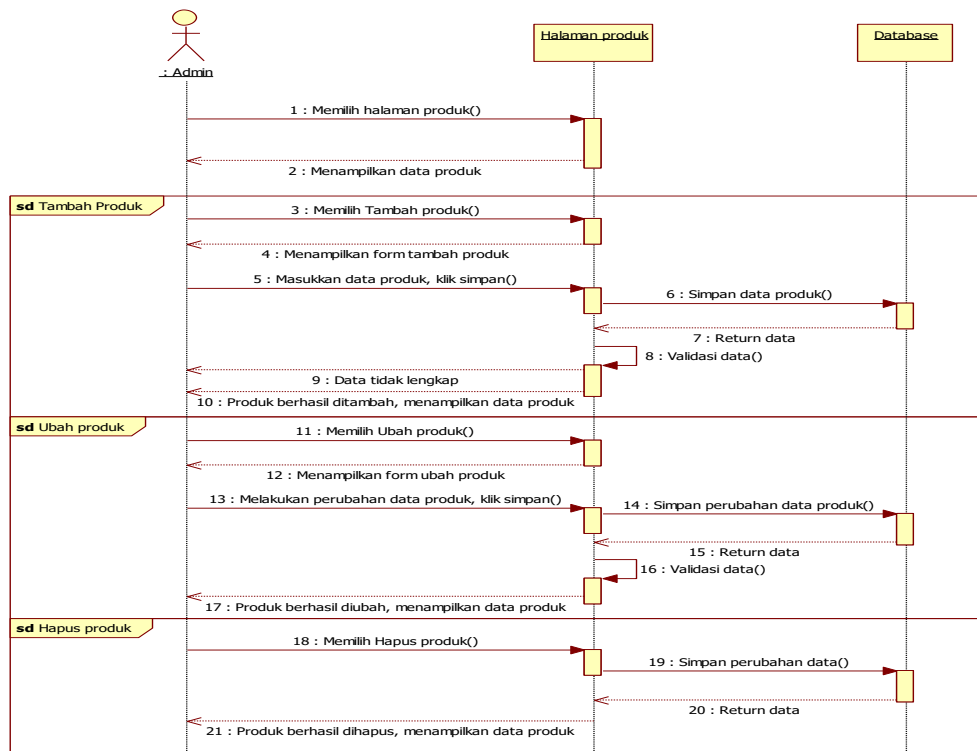 Halaman produk
Database
: Admin
1 : Memilih halaman produk()
2 : Menampilkan data produk
sd Tambah Produk
3 : Memilih Tambah produk()
4 : Menampilkan form tambah produk
5 : Masukkan data produk, klik simpan()
6 : Simpan data produk()
7 : Return data
8 : Validasi data()
9 : Data tidak lengkap
10 : Produk berhasil ditambah, menampilkan data produk
sd Ubah produk
11 : Memilih Ubah produk()
12 : Menampilkan form ubah produk
13 : Melakukan perubahan data produk, klik simpan()
14 : Simpan perubahan data produk()
15 : Return data
16 : Validasi data()
17 : Produk berhasil diubah, menampilkan data produk
sd Hapus produk
18 : Memilih Hapus produk()
19 : Simpan perubahan data()
20 : Return data
21 : Produk berhasil dihapus, menampilkan data produk